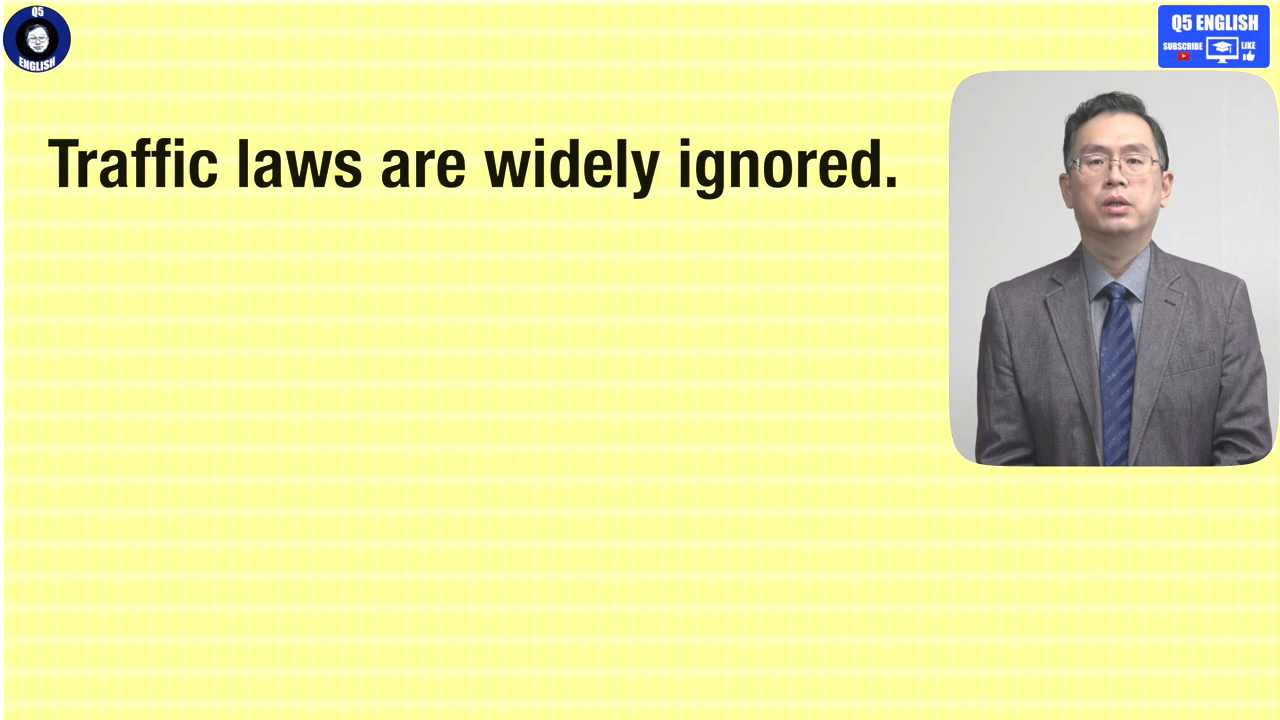 Q5
ENGLISH
Q5 ENGLISH
SUBSCRIBE
LIKE
Traffic laws are widely ignored.